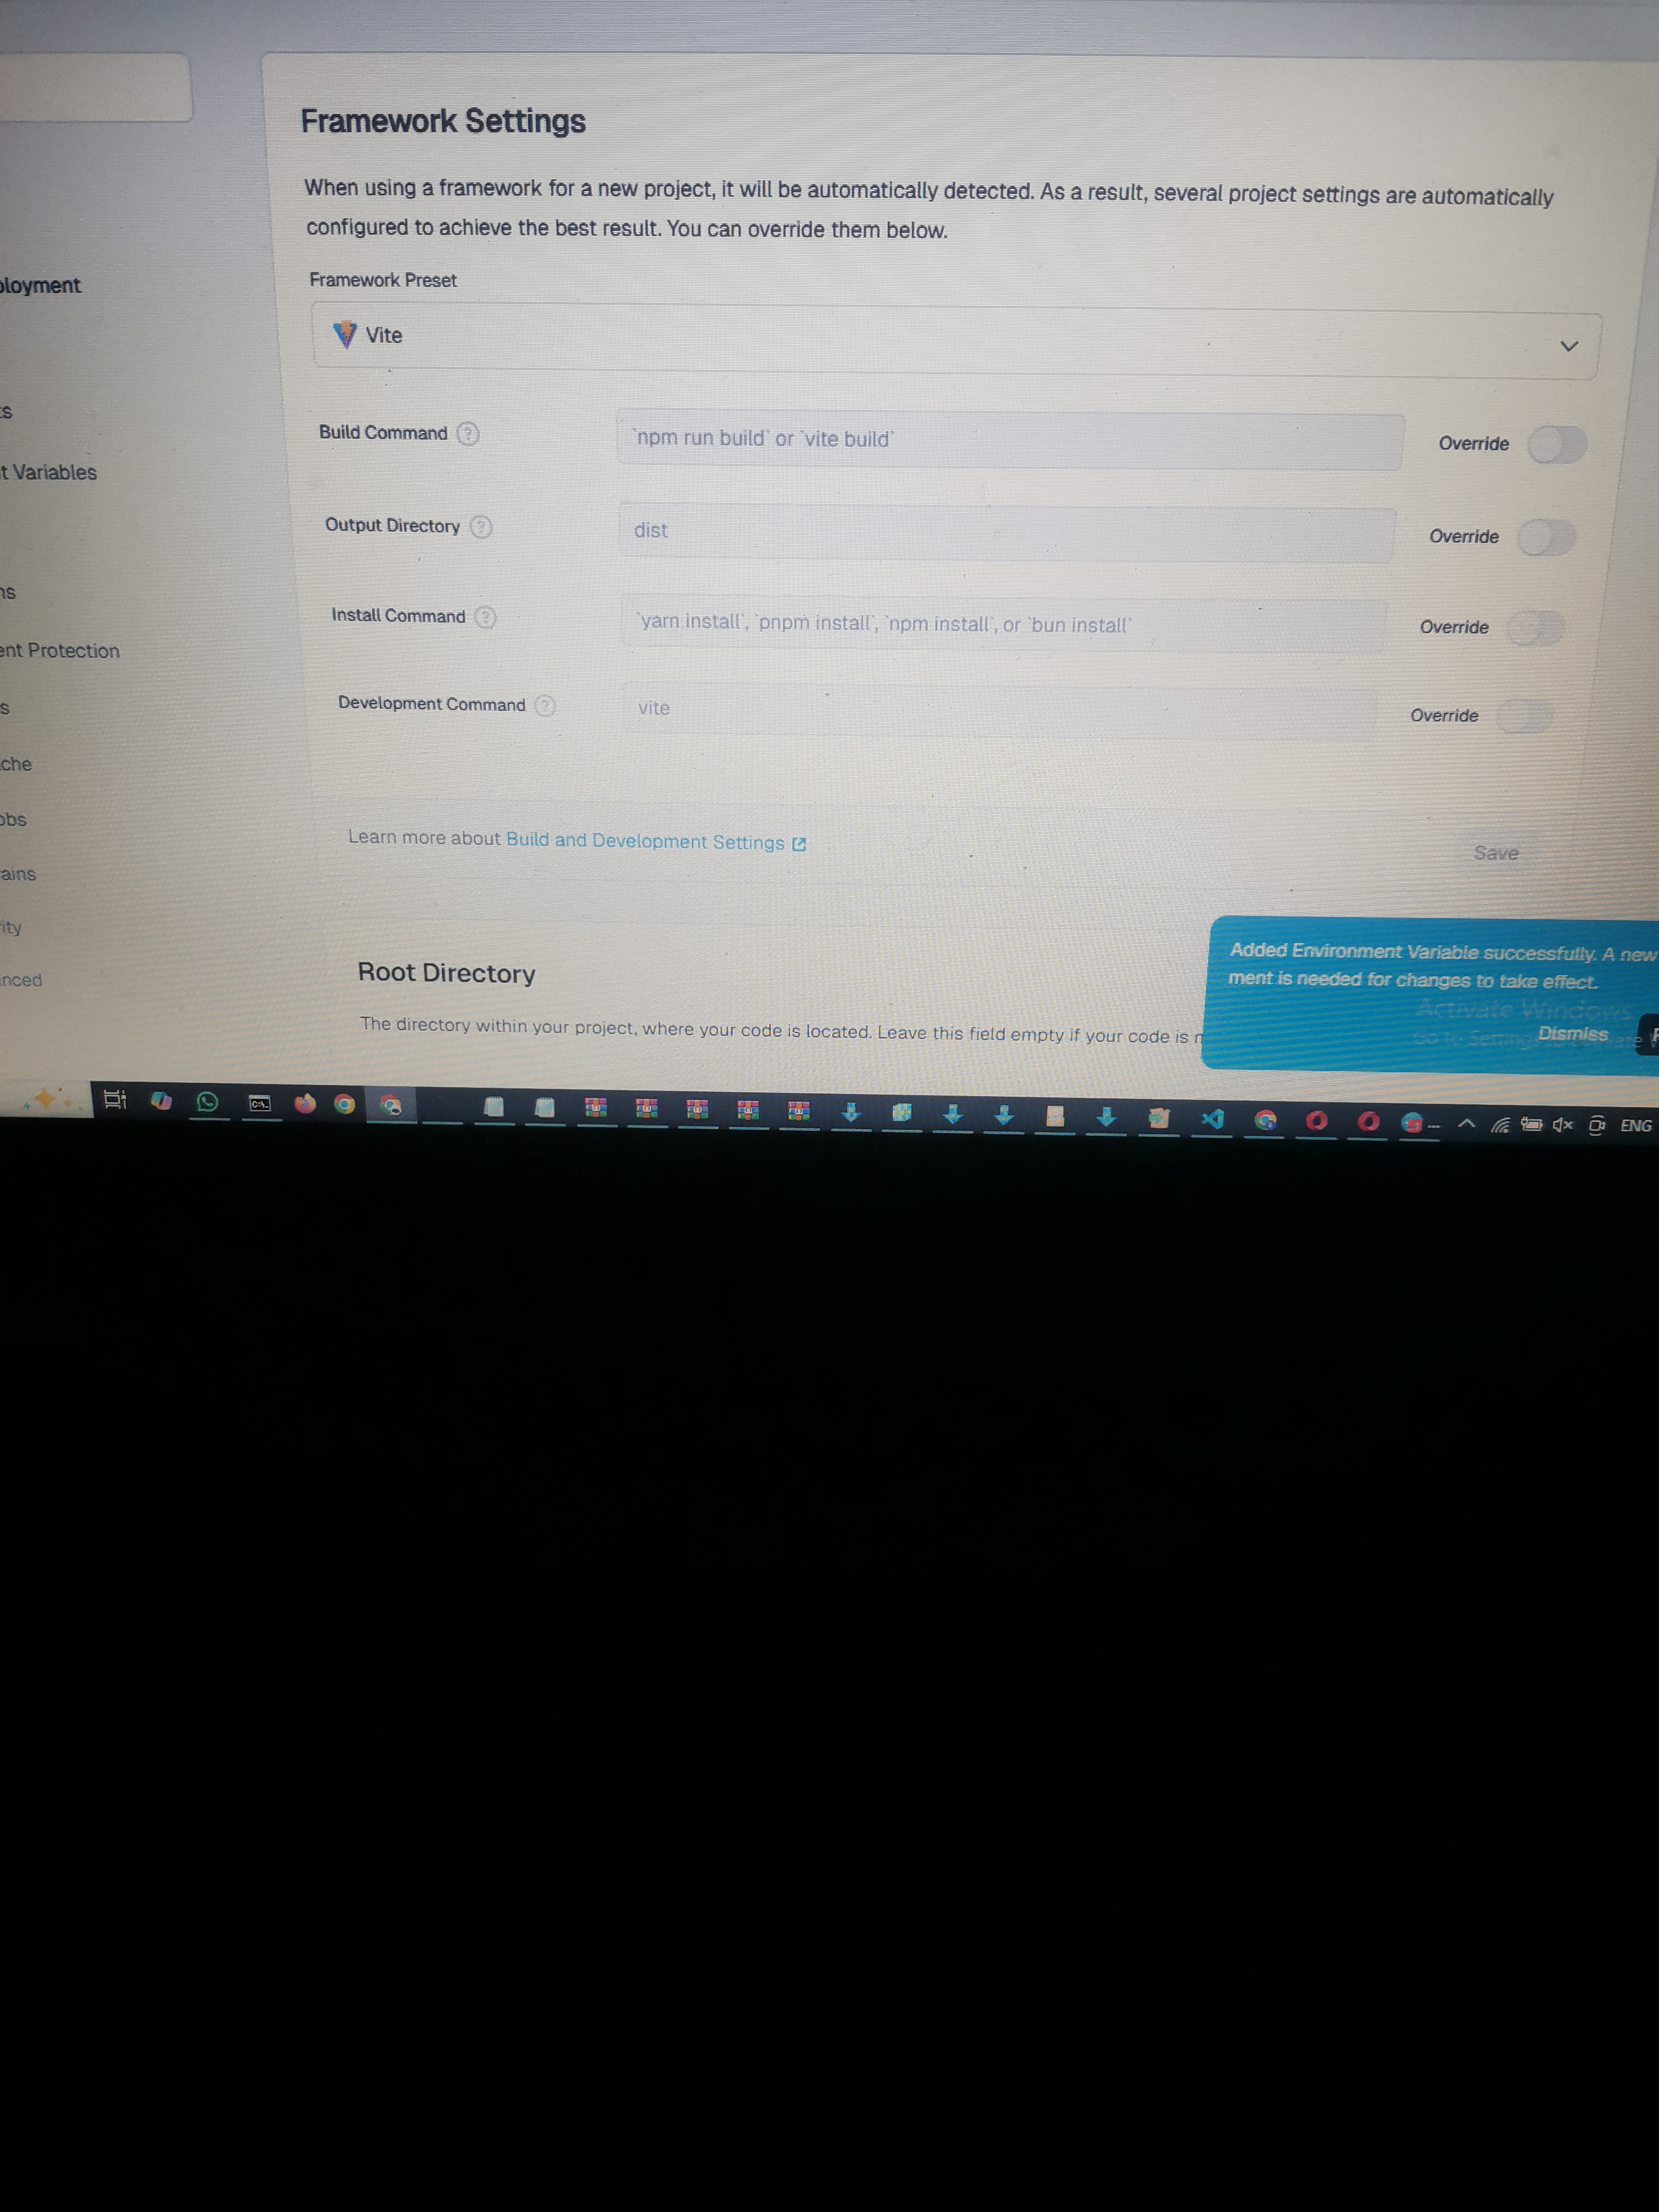 Framework Settings
When using a framework for a new project, it will be automatically detected. As a result, several project settings are automatically
configured to achieve the best result. You can override them below.
ployment
Framework Preset
Vite
ts
Build Command ?
`npm run build` or `vite build`
Override
t Variables
Output Directory ?
dist
Override
ns
Install Command ?
`yarn install`, `pnpm install`, `npm install`, or `bun install`
Override
ent Protection
Development Command ?
vite
Override
s
che
obs
Learn more about Build and Development Settings
Save
ains
ity
Added Environment Variable successfully. A new
ment is needed for changes to take effect.
nced
Root Directory
Activate Windows
The directory within your project, where your code is located. Leave this field empty if your code is n
Go to Settings
Dismiss
ENG